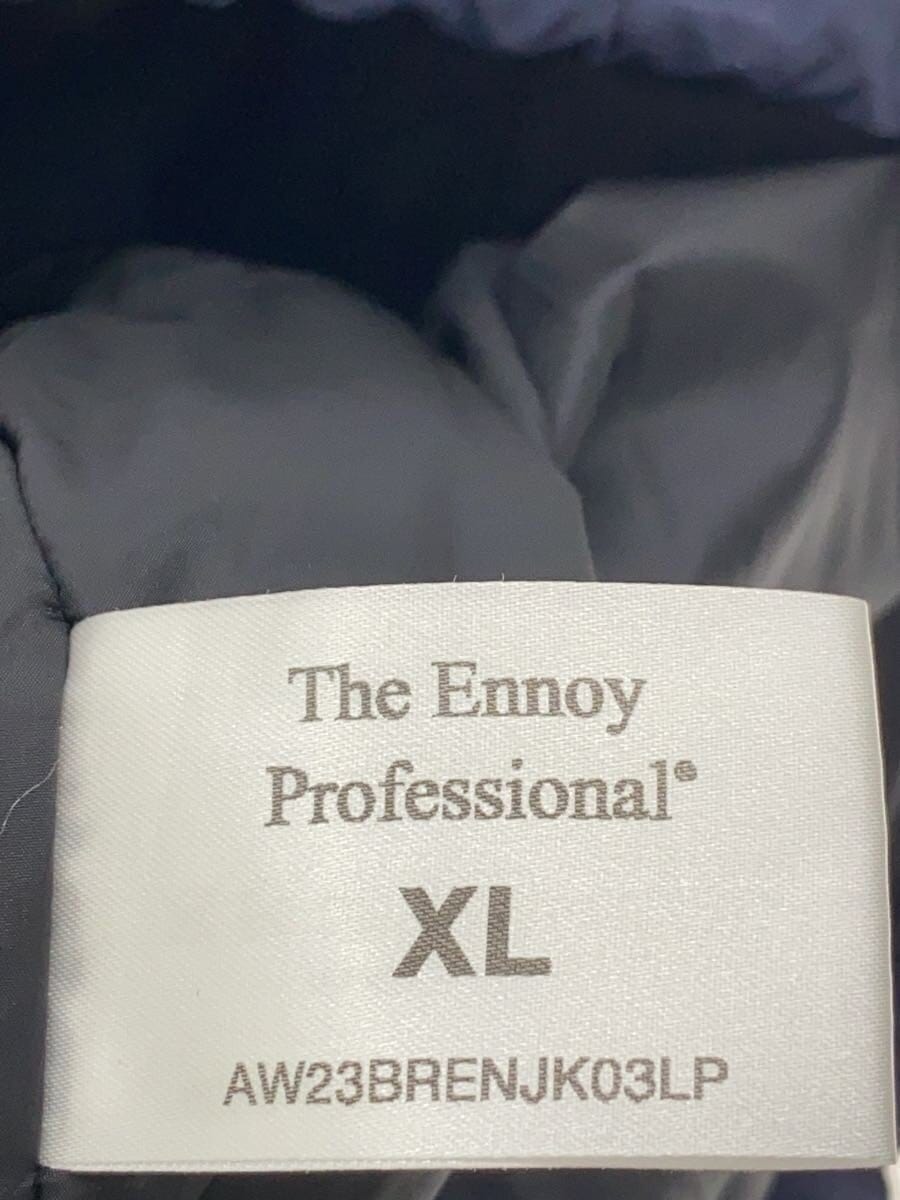 The Ennoy
Professional®
XL
AW23BRENJK03LP